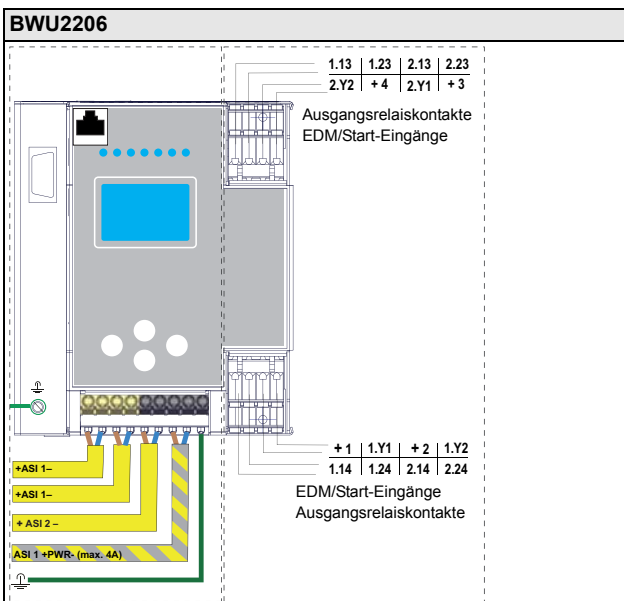 BWU2206
1.13 1.23 2.13 2.23
2.Y2 + 4 2.Y1 + 3
Ausgangsrelaiskontakte
EDM/Start-Eingänge
+ 1 1.Y1 + 2 1.Y2
1.14 1.24 2.14 2.24
EDM/Start-Eingänge
Ausgangsrelaiskontakte
+ASI 1–
+ASI 1–
+ ASI 2 –
ASI 1 +PWR- (max. 4A)